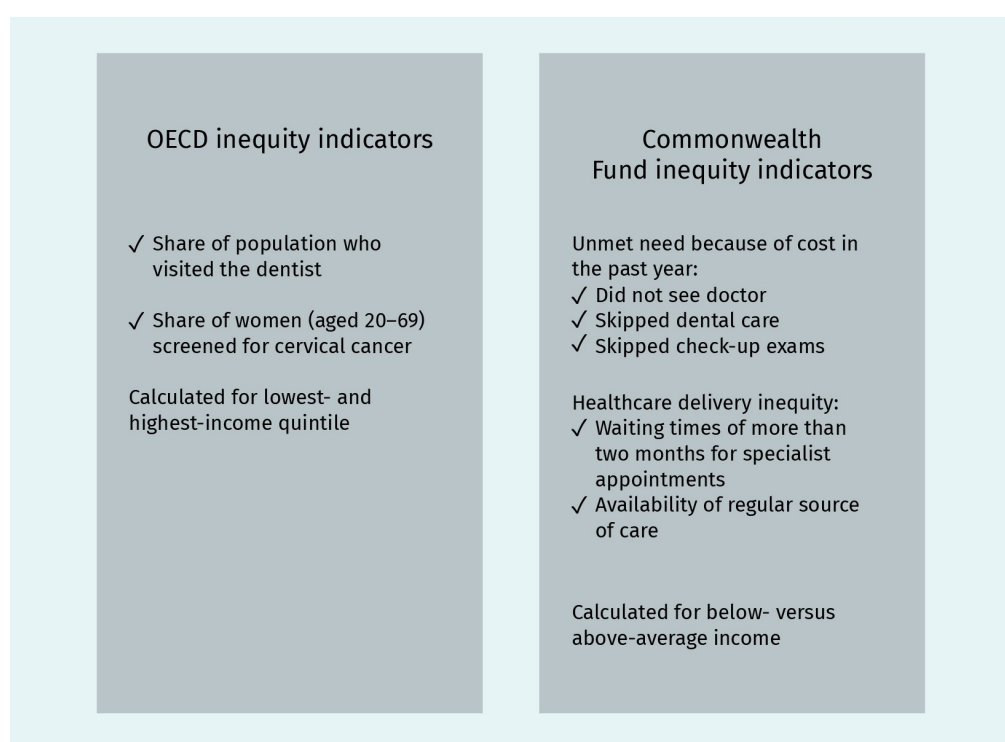 OECD inequity indicators
✓ Share of population who
visited the dentist
✓ Share of women (aged 20–69)
screened for cervical cancer
Calculated for lowest- and
highest-income quintile
Commonwealth
Fund inequity indicators
Unmet need because of cost in
the past year:
✓ Did not see doctor
✓ Skipped dental care
✓ Skipped check-up exams
Healthcare delivery inequity:
✓ Waiting times of more than
two months for specialist
appointments
✓ Availability of regular source
of care
Calculated for below- versus
above-average income